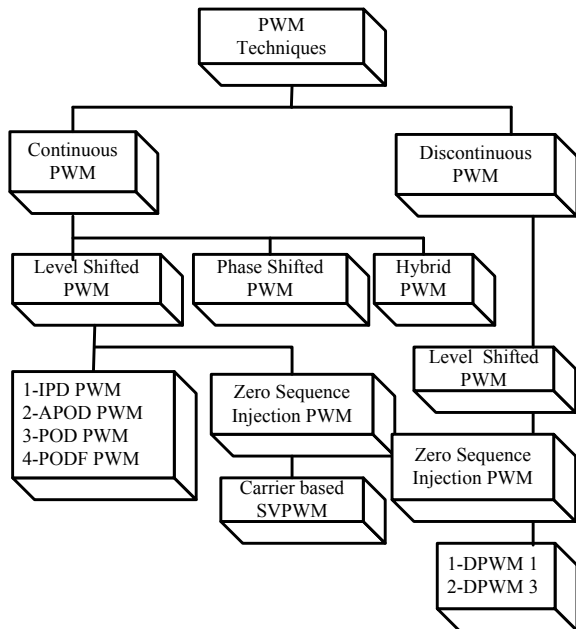 PWM
Techniques
Continuous
PWM
Discontinuous
PWM
Level Shifted
PWM
Phase Shifted
PWM
Hybrid
PWM
Level Shifted
PWM
1-IPD PWM
2-APOD PWM
3-POD PWM
4-PODF PWM
Zero Sequence
Injection PWM
Zero Sequence
Injection PWM
Carrier based
SVPWM
1-DPWM 1
2-DPWM 3